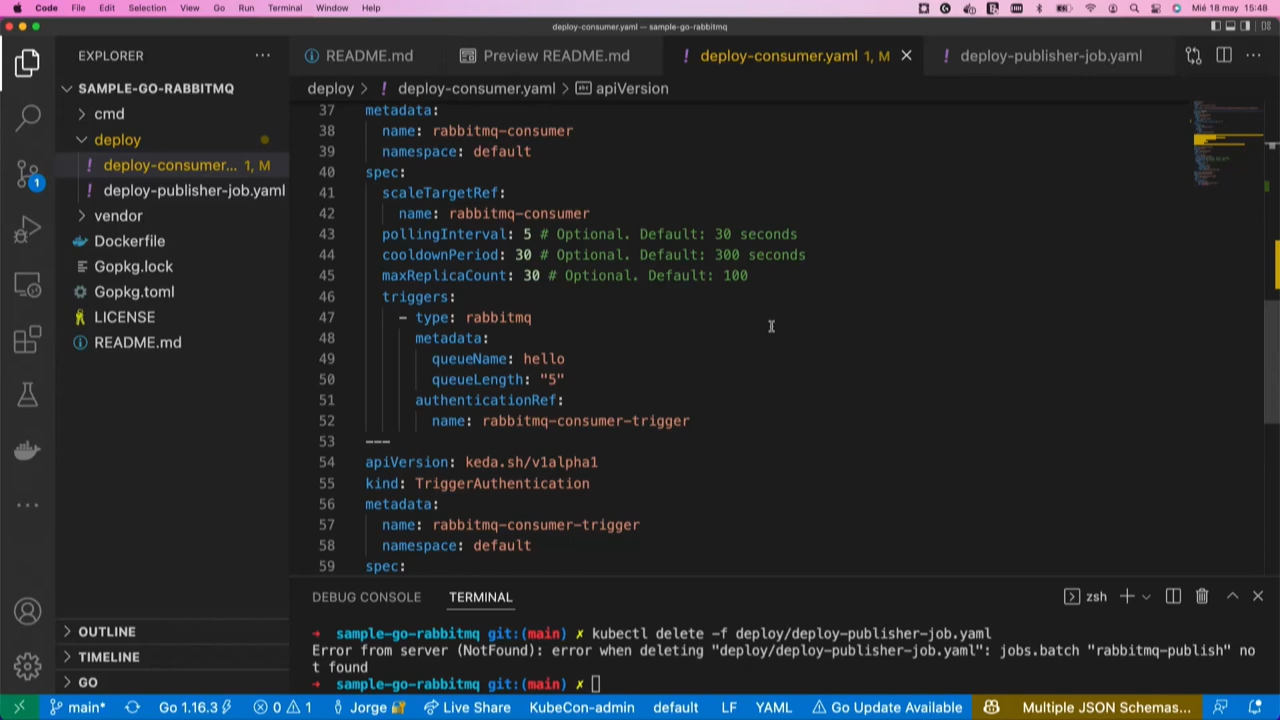 Code File Edit Selection View Go Run Terminal Window Help Mié 18 may 15:48
deploy-consumer.yaml — sample-go-rabbitmq
EXPLORER
README.md
Preview README.md
deploy-consumer.yaml 1, M
deploy-publisher-job.yaml
SAMPLE-GO-RABBITMQ
cmd
deploy
deploy-consumer... 1, M
deploy-publisher-job.yaml
vendor
Dockerfile
Gopkg.lock
Gopkg.toml
LICENSE
README.md
OUTLINE
TIMELINE
GO
1
deploy > ! deploy-consumer.yaml > apiVersion
37 metadata:
38 name: rabbitmq-consumer
39 namespace: default
40 spec:
41 scaleTargetRef:
42 name: rabbitmq-consumer
43 pollingInterval: 5 # Optional. Default: 30 seconds
44 cooldownPeriod: 30 # Optional. Default: 300 seconds
45 maxReplicaCount: 30 # Optional. Default: 100
46 triggers:
47 - type: rabbitmq
48 metadata:
49 queueName: hello
50 queueLength: "5"
51 authenticationRef:
52 name: rabbitmq-consumer-trigger
53 ---
54 apiVersion: keda.sh/v1alpha1
55 kind: TriggerAuthentication
56 metadata:
57 name: rabbitmq-consumer-trigger
58 namespace: default
59 spec:
DEBUG CONSOLE TERMINAL zsh
→ sample-go-rabbitmq git:(main) ✗ kubectl delete -f deploy/deploy-publisher-job.yaml
Error from server (NotFound): error when deleting "deploy/deploy-publisher-job.yaml": jobs.batch "rabbitmq-publish" no
t found
→ sample-go-rabbitmq git:(main) ✗
main* Go 1.16.3 0 1 Jorge Live Share KubeCon-admin default LF YAML Go Update Available Multiple JSON Schemas...